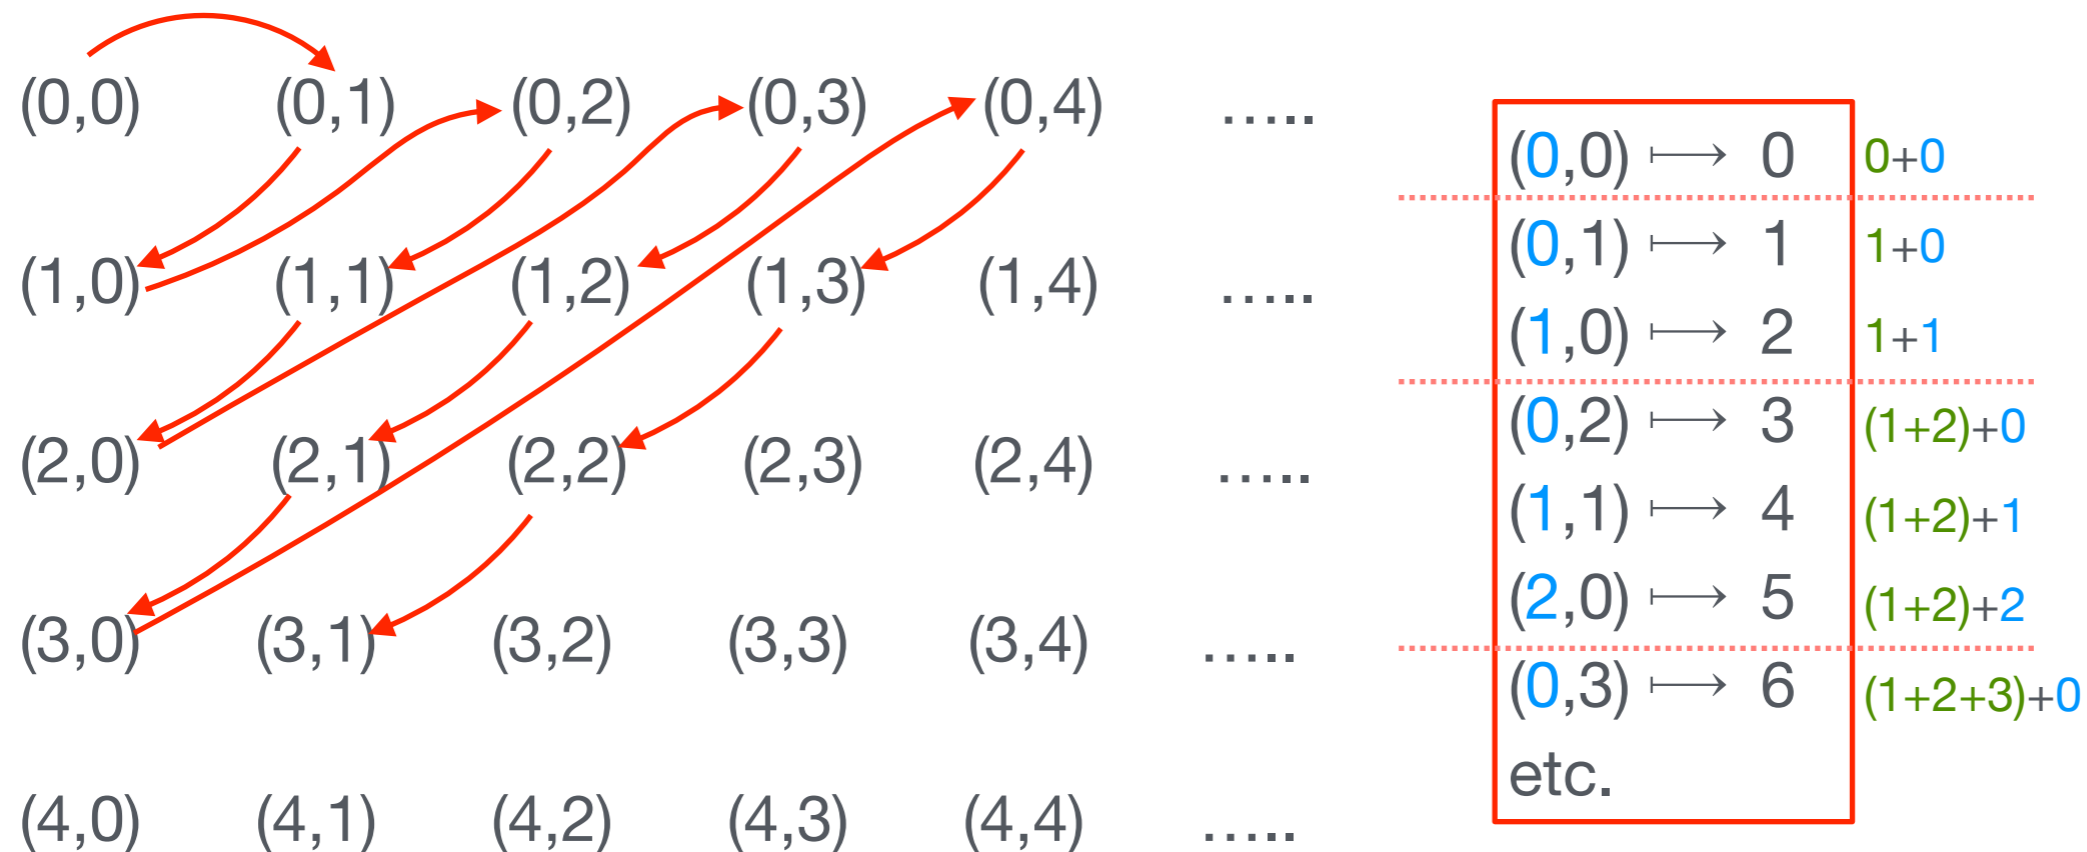 (0,0) (0,1) (0,2) (0,3) (0,4) …..
(1,0) (1,1) (1,2) (1,3) (1,4) …..
(2,0) (2,1) (2,2) (2,3) (2,4) …..
(3,0) (3,1) (3,2) (3,3) (3,4) …..
(4,0) (4,1) (4,2) (4,3) (4,4) …..
(0,0) ⟼ 0 0+0
(0,1) ⟼ 1 1+0
(1,0) ⟼ 2 1+1
(0,2) ⟼ 3 (1+2)+0
(1,1) ⟼ 4 (1+2)+1
(2,0) ⟼ 5 (1+2)+2
(0,3) ⟼ 6 (1+2+3)+0
etc.